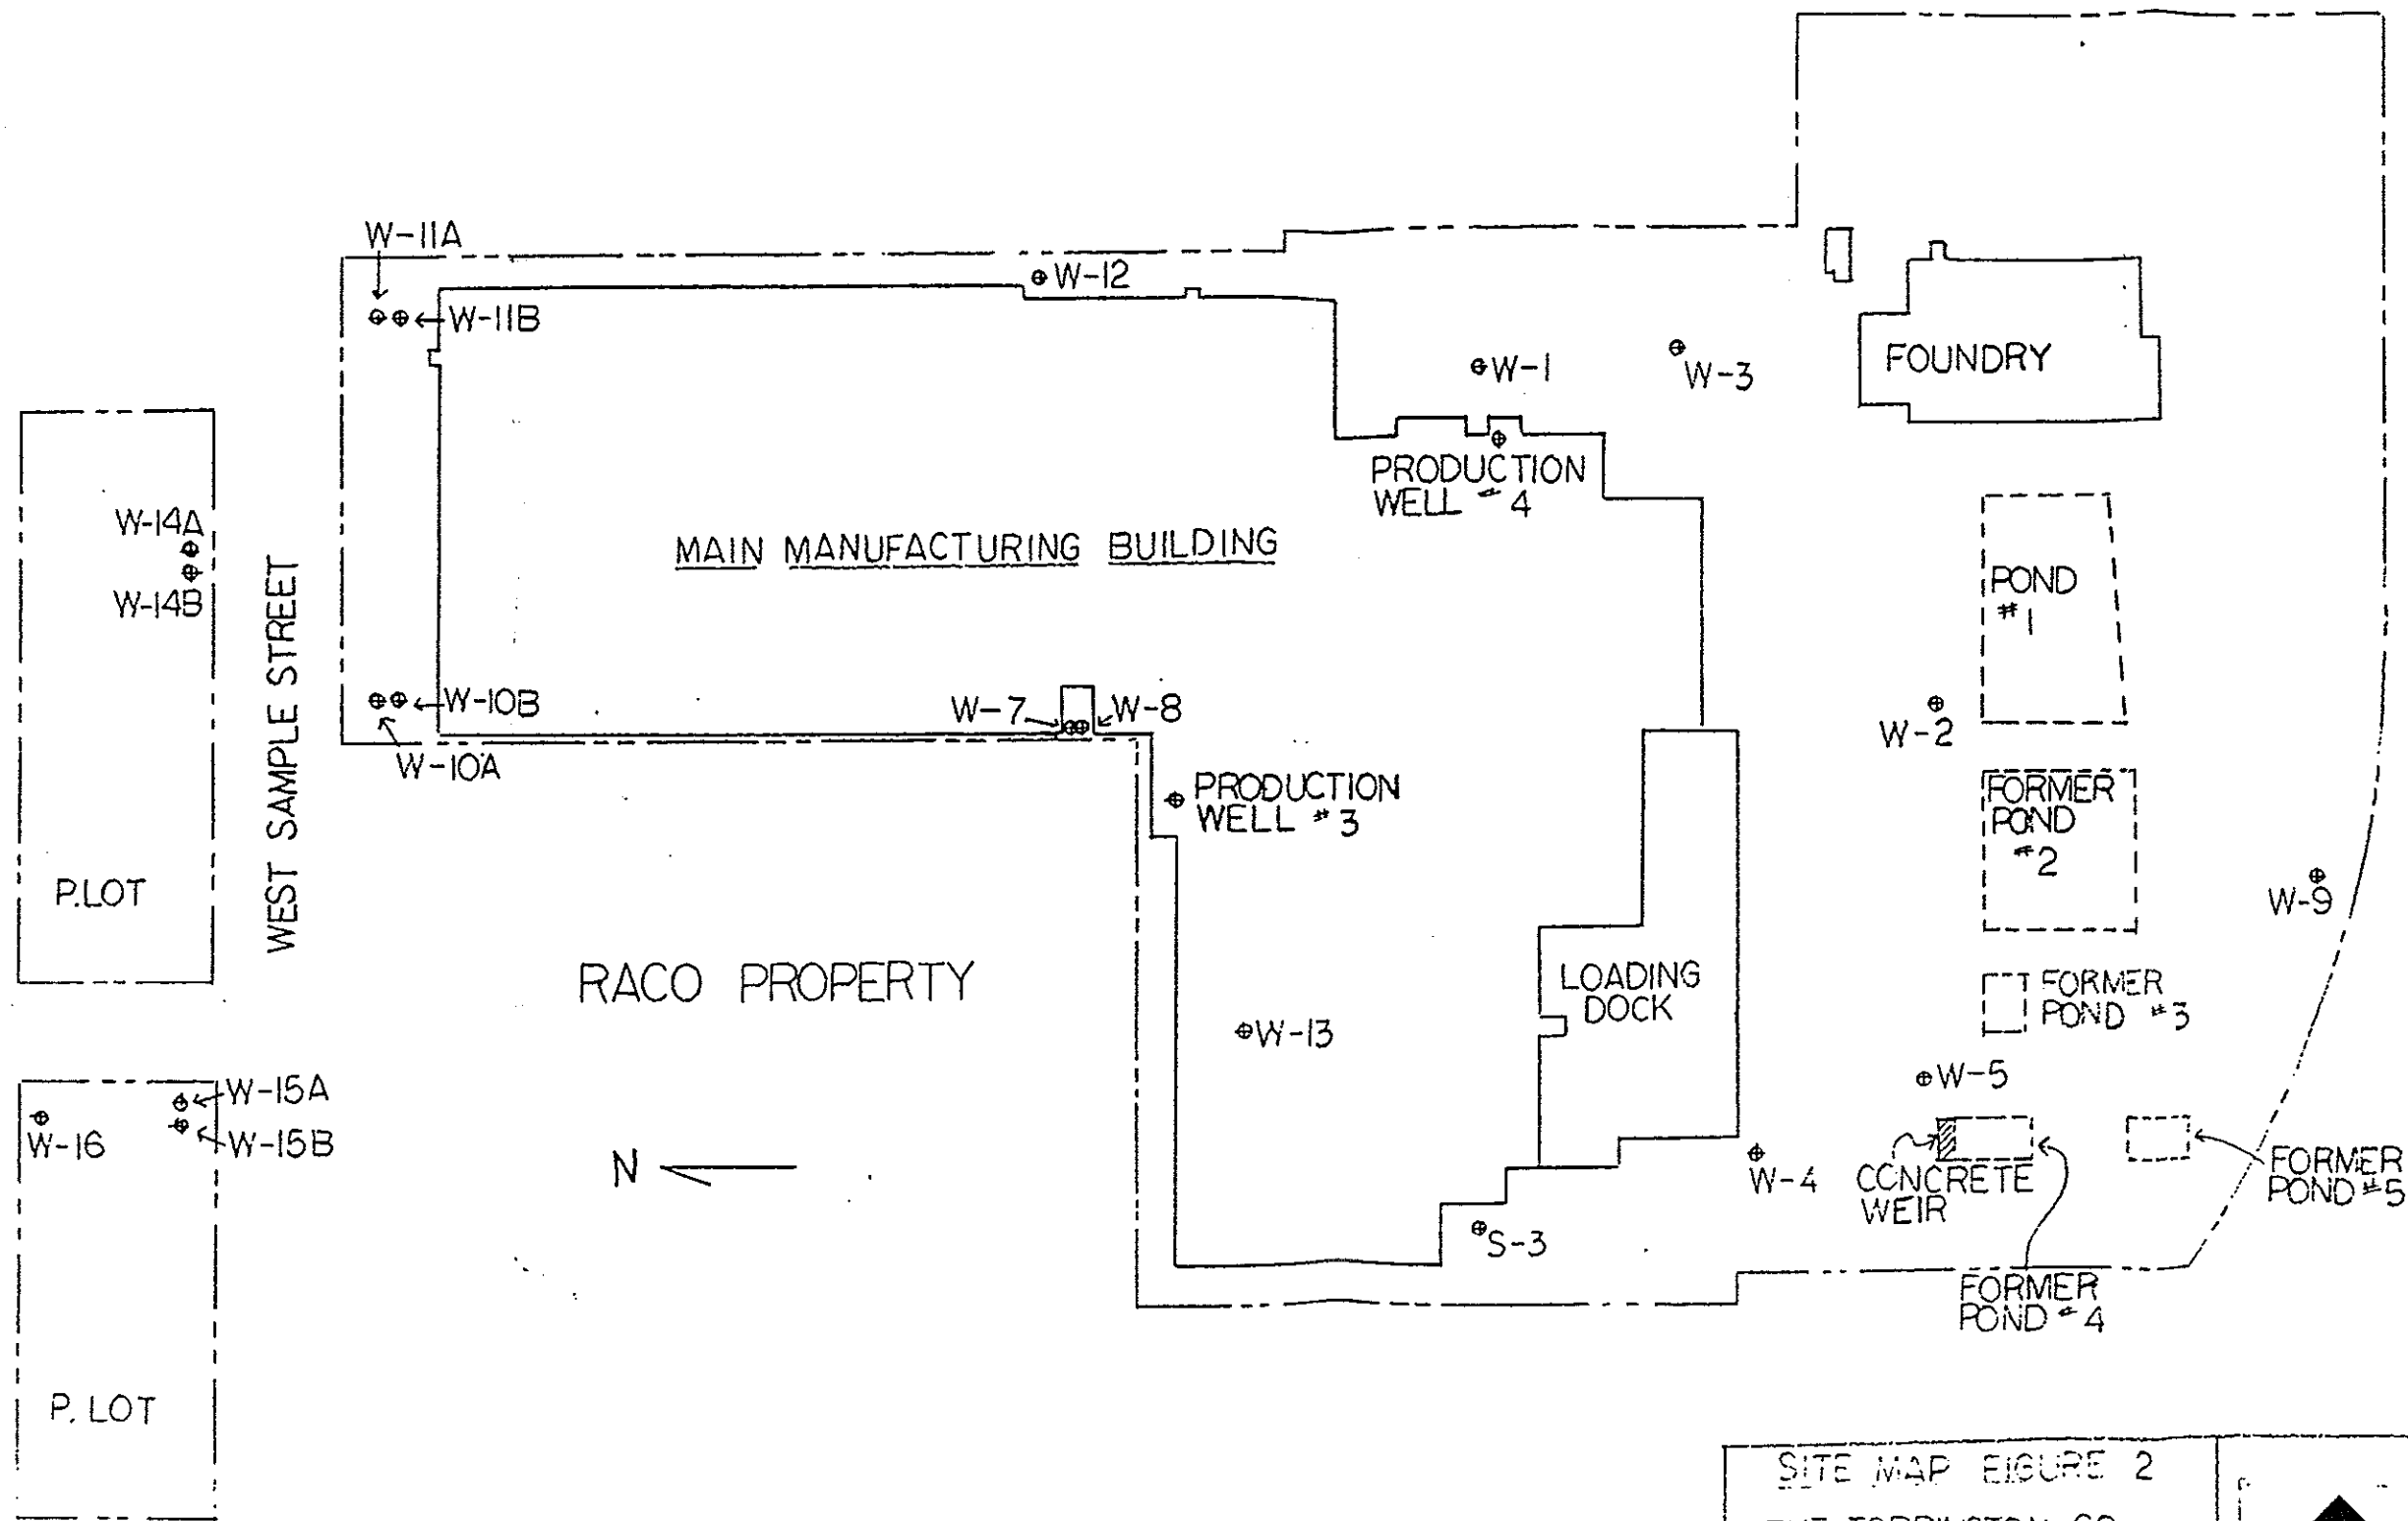 W-11A
W-11B
W-12
W-1
W-3
FOUNDRY
PRODUCTION
WELL #4
W-14A
W-14B
WEST SAMPLE STREET
MAIN MANUFACTURING BUILDING
POND
#1
W-10B
W-10A
W-7
W-8
W-2
PRODUCTION
WELL #3
FORMER
POND
#2
P.LOT
W-9
RACO PROPERTY
LOADING
DOCK
FORMER
POND #3
W-13
W-5
W-15A
W-15B
W-16
N
W-4
CONCRETE
WEIR
FORMER
POND #5
S-3
FORMER
POND #4
P. LOT
SITE MAP FIGURE 2